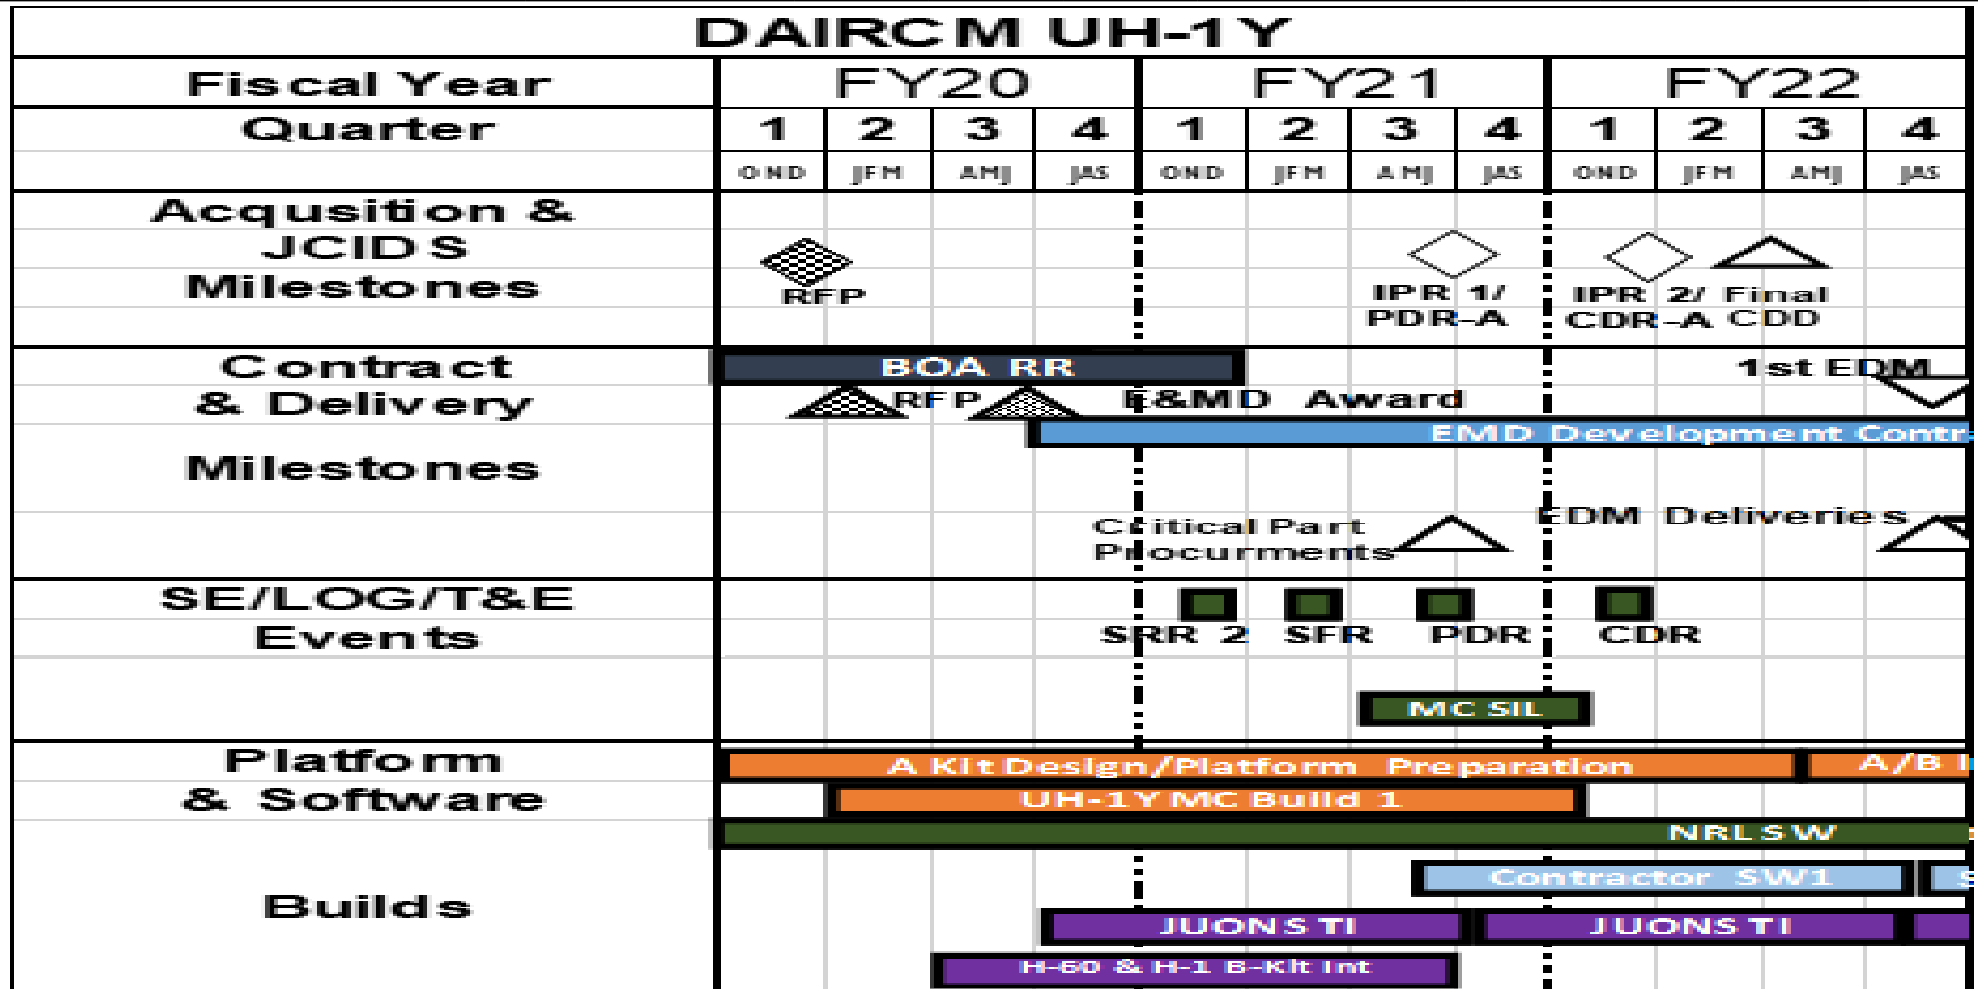 DAIRCM UH-1Y
Fiscal Year FY20 FY21 FY22
Quarter 1 2 3 4 1 2 3 4 1 2 3 4
OND JFM AMJ JAS OND JFM AMJ JAS OND JFM AMJ JAS
Acqusition &
JCIDS
Milestones
RFP
IPR 1/
PDR-A
IPR 2/
CDR-A
Final
CDD
Contract
& Delivery
Milestones
BOA RR
1st EDM
RFP
E&MD Award
EMD Development Contr
Critical Part
Procurments
EDM Deliveries
SE/LOG/T&E
Events
SRR 2 SFR PDR CDR
MC SIL
Platform
& Software
Builds
A Kit Design/Platform Preparation
A/B I
UH-1Y MC Build 1
NRL SW
Contractor SW1
S
JUONS TI JUONS TI
H-60 & H-1 B-Kit Int